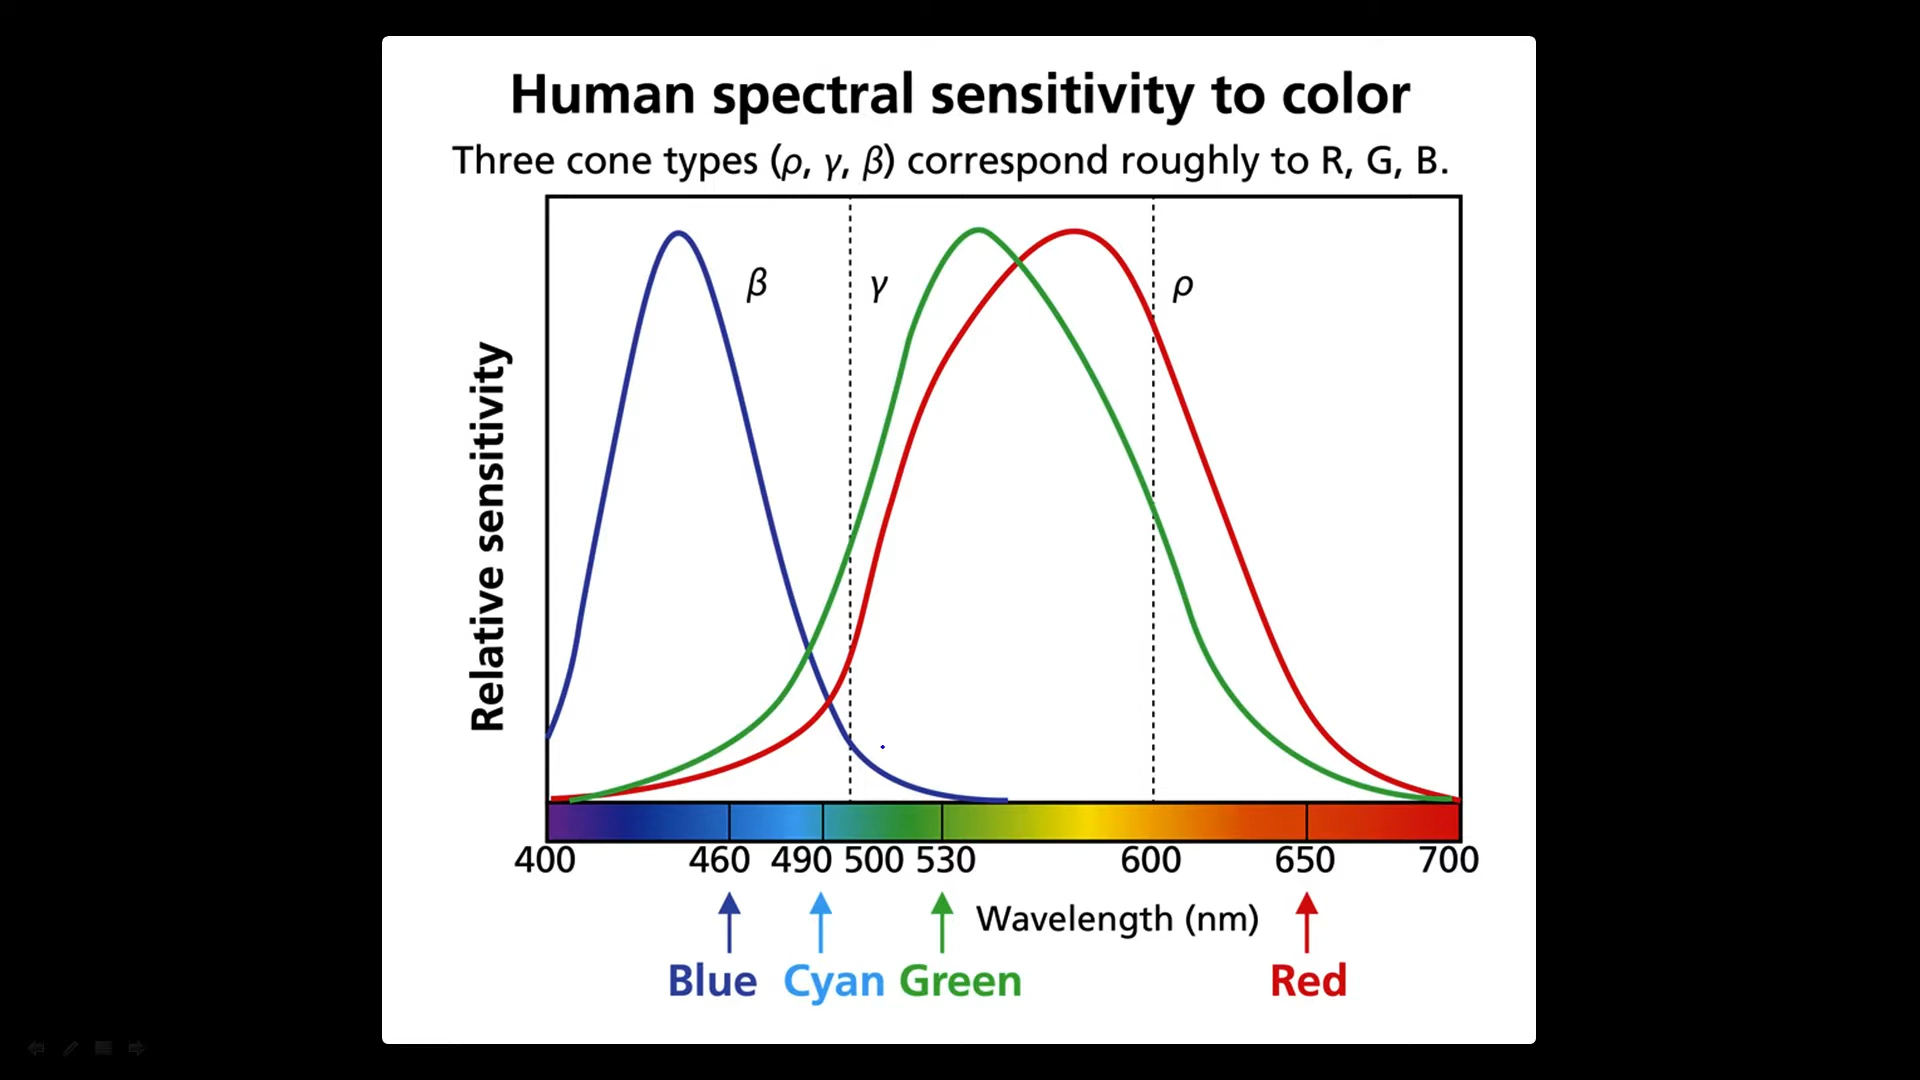 Human spectral sensitivity to color
Three cone types (ρ, γ, β) correspond roughly to R, G, B.
β γ ρ
Relative sensitivity
400 460 490 500 530 600 650 700
Wavelength (nm)
Blue Cyan Green Red